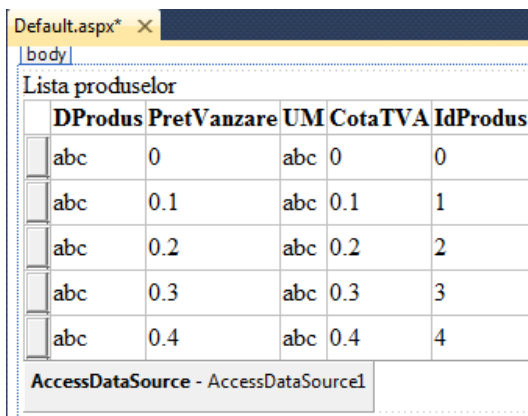 Default.aspx* ×
body
Lista produselor
DProdus PretVanzare UM CotaTVA IdProdus
abc 0 abc 0 0
abc 0.1 abc 0.1 1
abc 0.2 abc 0.2 2
abc 0.3 abc 0.3 3
abc 0.4 abc 0.4 4
AccessDataSource - AccessDataSource1